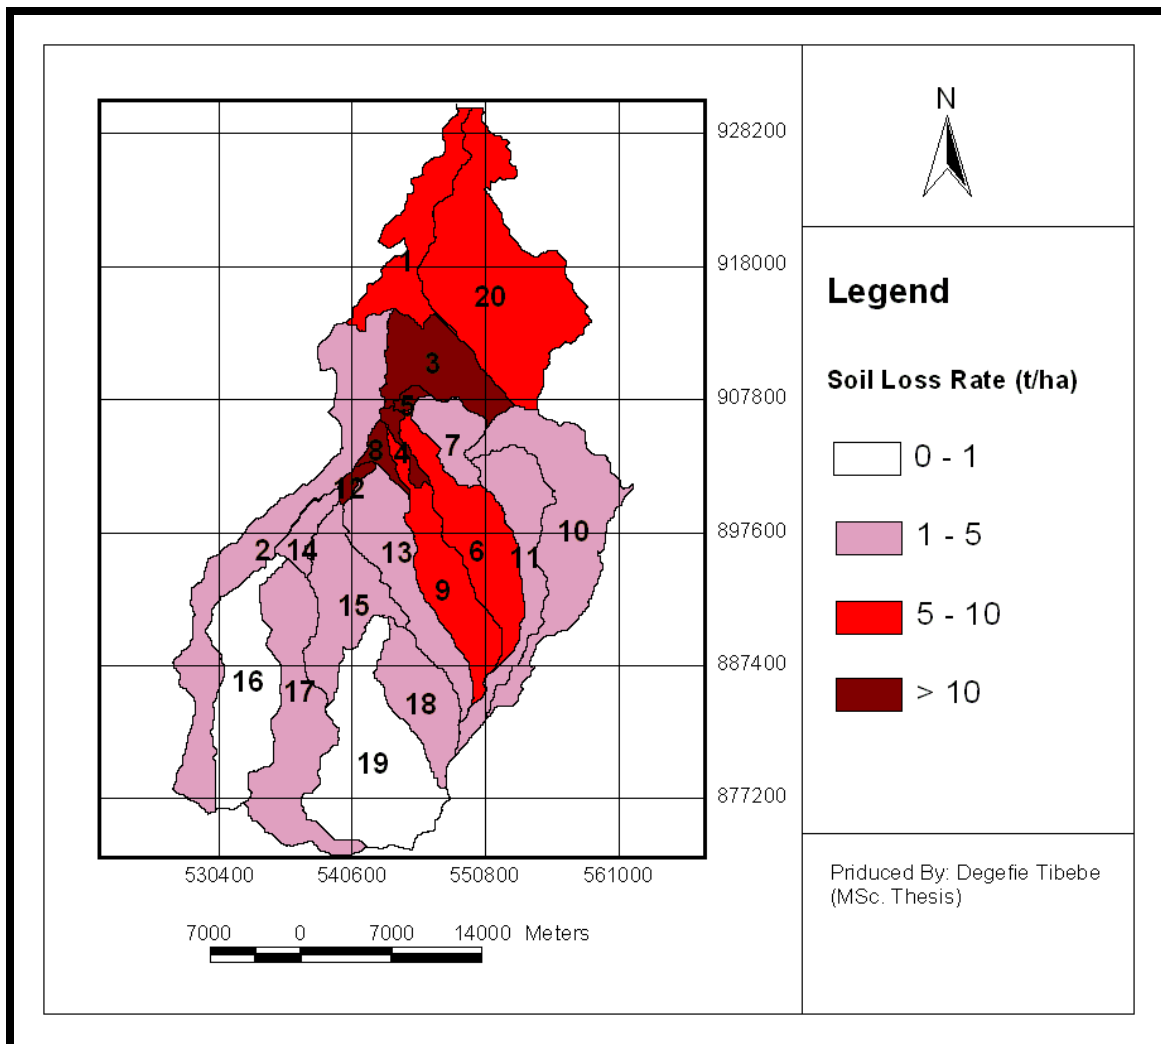 N
928200
918000
907800
897600
887400
877200
1
20
3
5
7
8
4
12
10
2
14
13
6
11
9
15
16
17
18
19
530400 540600 550800 561000
7000 0 7000 14000 Meters
Legend
Soil Loss Rate (t/ha)
0 - 1
1 - 5
5 - 10
> 10
Priduced By: Degefie Tibebe
(MSc. Thesis)